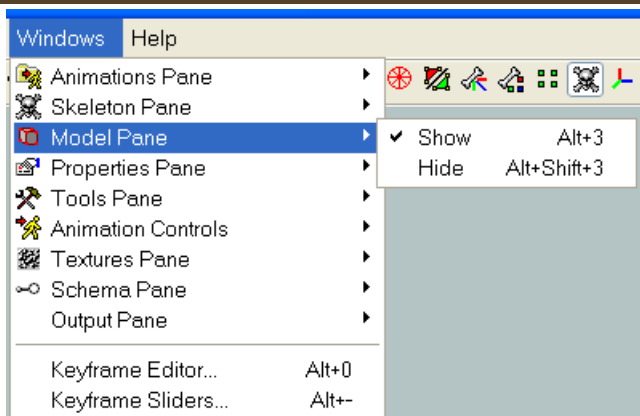 Windows Help
Animations Pane
Skeleton Pane
Model Pane
Show Alt+3
Properties Pane
Hide Alt+Shift+3
Tools Pane
Animation Controls
Textures Pane
Schema Pane
Output Pane
Keyframe Editor... Alt+0
Keyframe Sliders... Alt+-